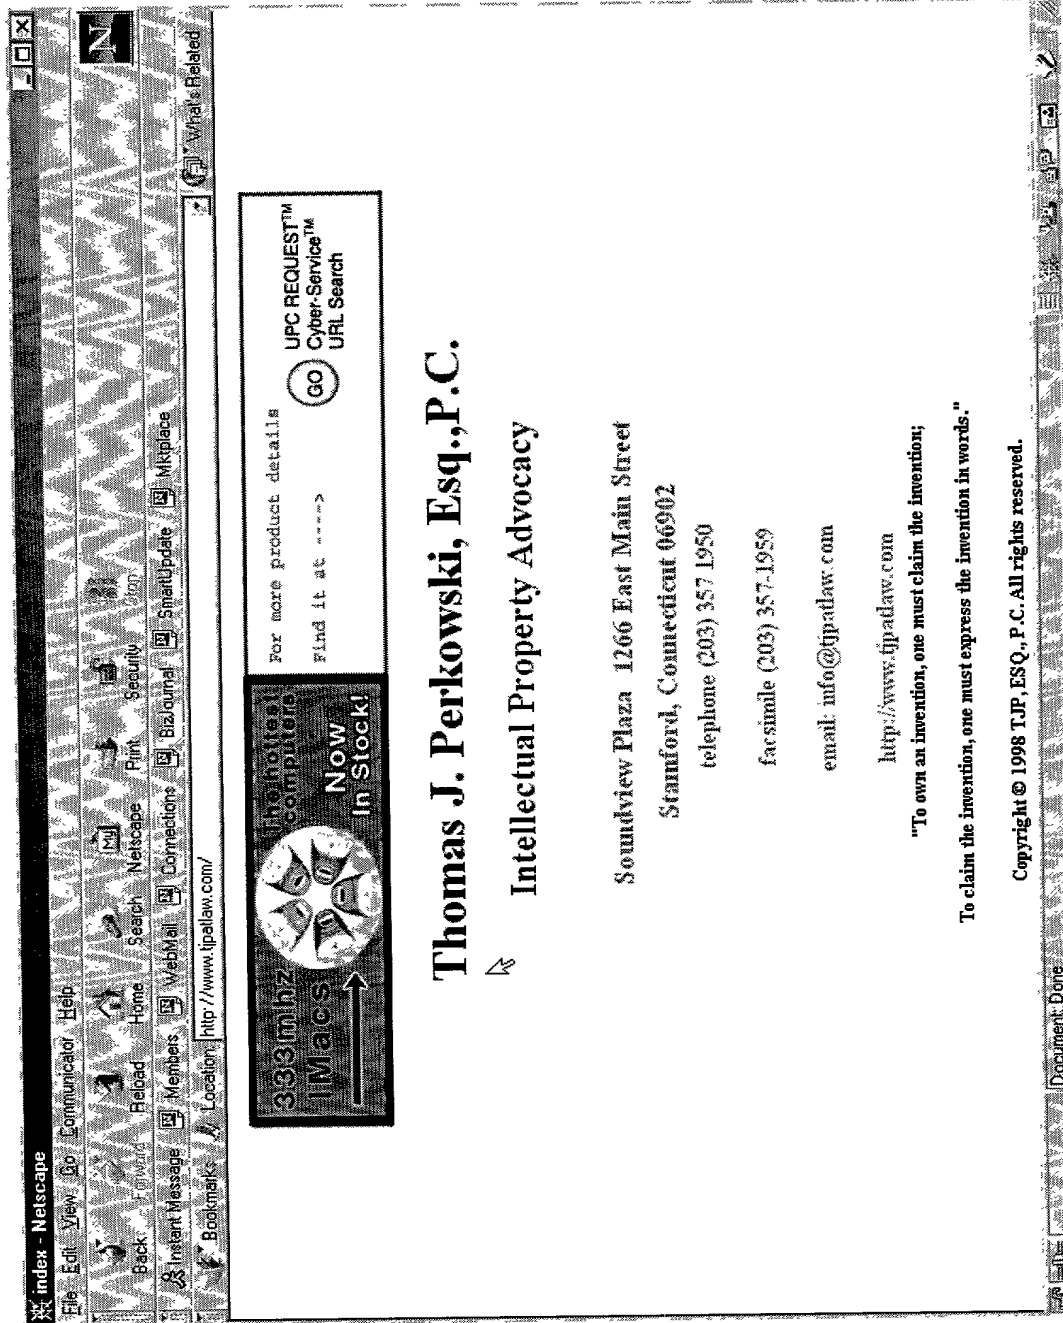 index - Netscape
File Edit View Go Communicator Help
Back Forward Reload Home Search Netscape Print Security Stop
Instant Message Members WebMail Connections BizJournal SmartUpdate Mktplace
Bookmarks Location: http://www.tjpatlaw.com/ What's Related
333mhz
iMacs
The hottest
computers
Now
In Stock!
For more product details
Find it at ---->
GO
UPC REQUEST™
Cyber-Service™
URL Search
Thomas J. Perkowski, Esq.,P.C.
Intellectual Property Advocacy
Soundview Plaza 1266 East Main Street
Stamford, Connecticut 06902
telephone (203) 357 1950
facsimile (203) 357-1959
email: info@tjpatlaw.com
http://www.tjpatlaw.com
"To own an invention, one must claim the invention;
To claim the invention, one must express the invention in words."
Copyright © 1998 TJP, ESQ., P.C. All rights reserved.
Document: Done